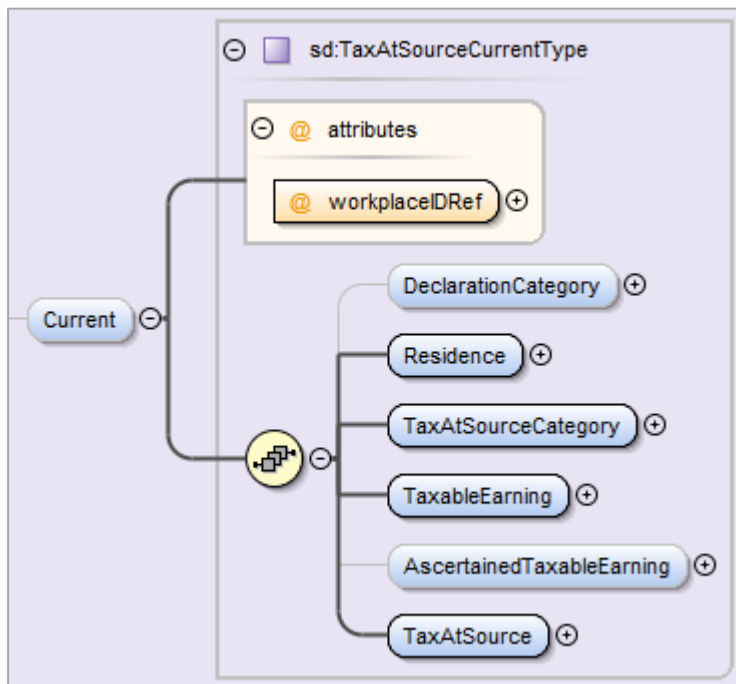 sd:TaxAtSourceCurrentType
@ attributes
@ workplaceIDRef
DeclarationCategory
Current
Residence
TaxAtSourceCategory
TaxableEarning
AscertainedTaxableEarning
TaxAtSource